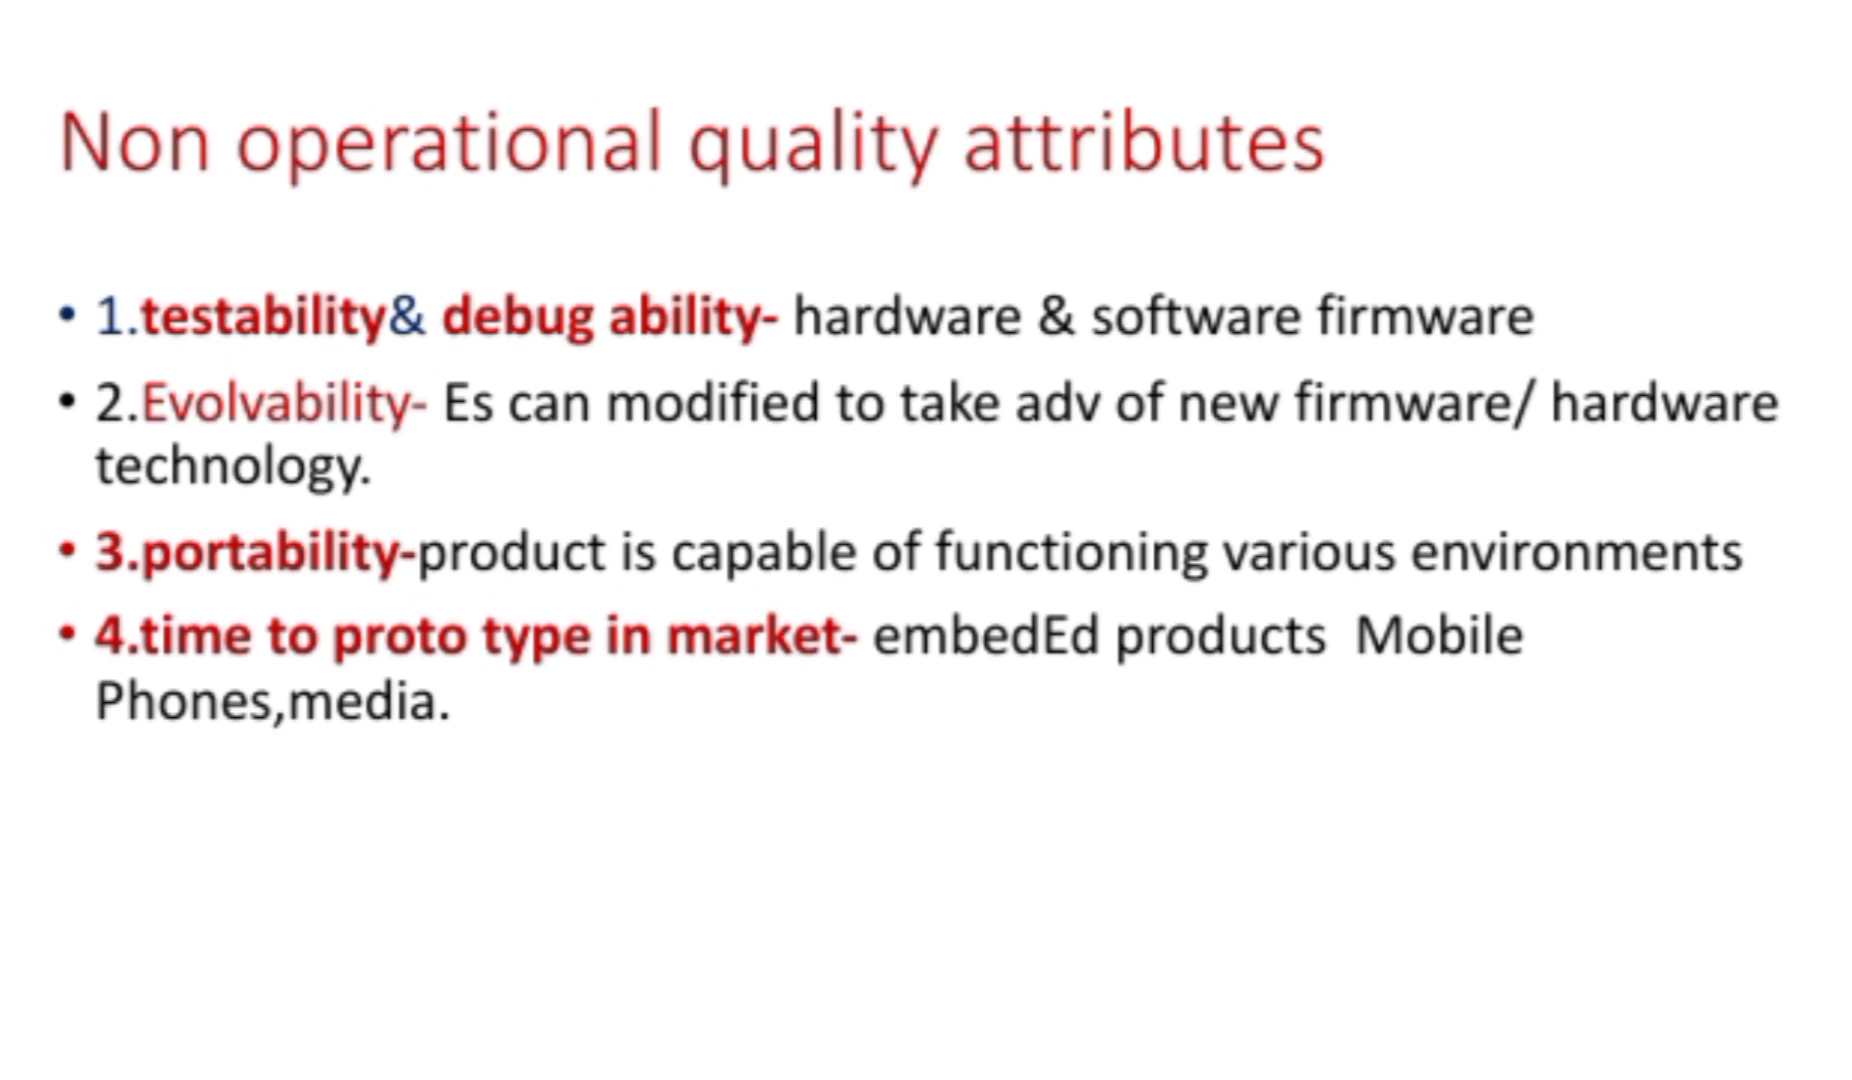 Non operational quality attributes
• 1.testability& debug ability- hardware & software firmware
• 2.Evolvability- Es can modified to take adv of new firmware/ hardware
technology.
• 3.portability-product is capable of functioning various environments
• 4.time to proto type in market- embedEd products  Mobile
Phones,media.